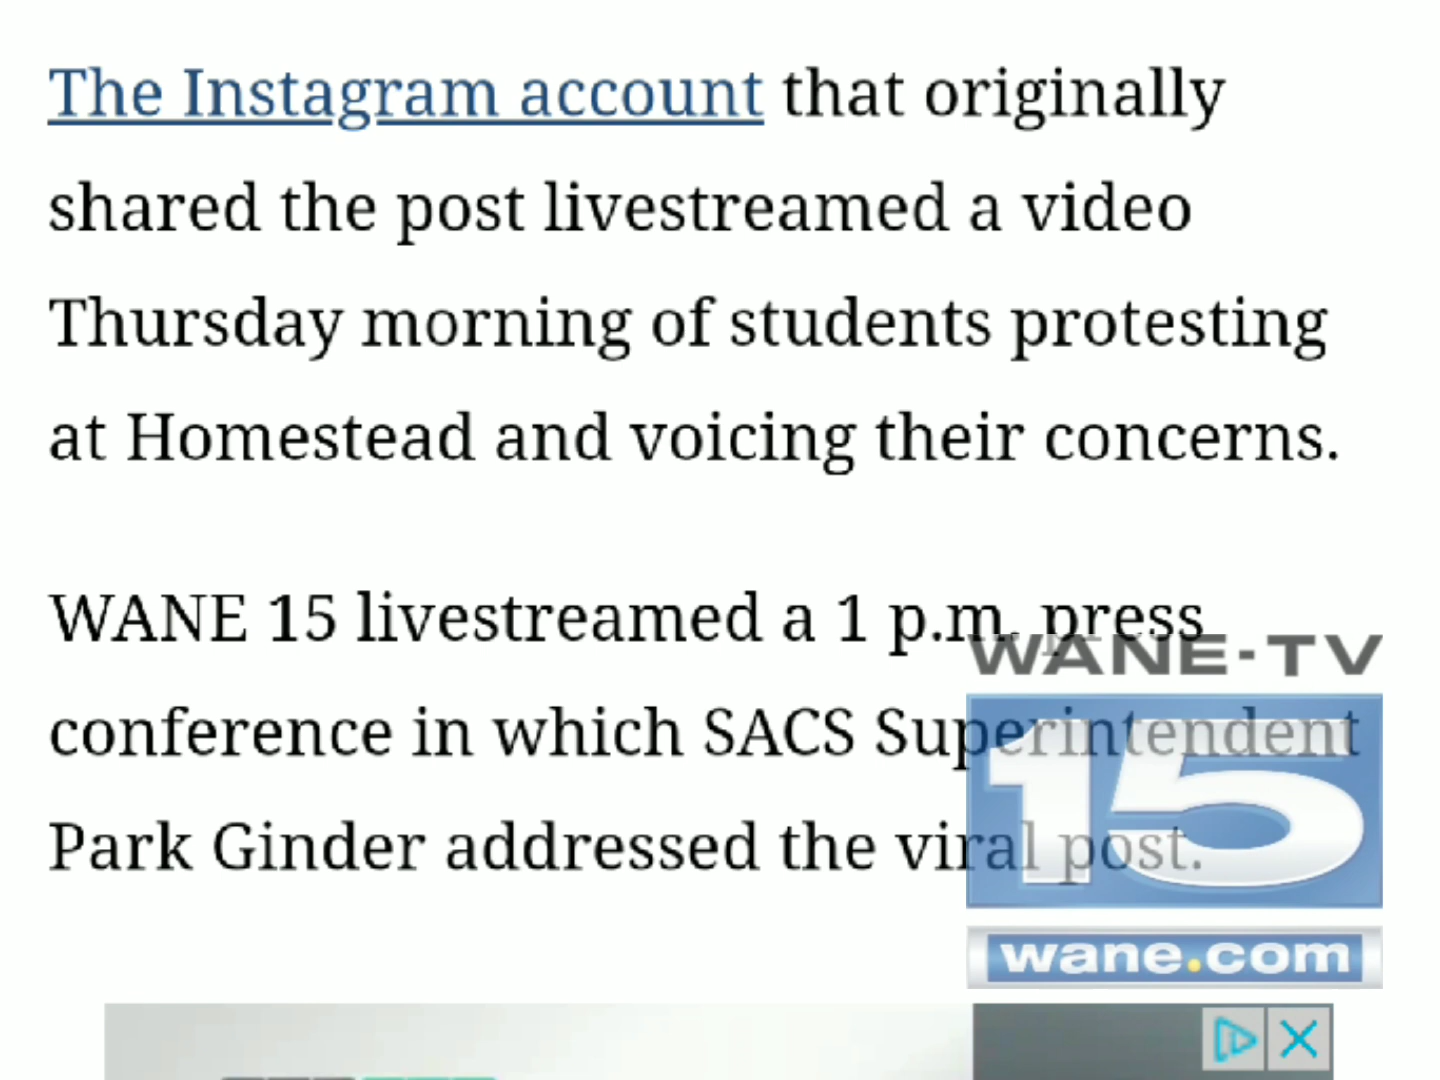 The Instagram account that originally
shared the post livestreamed a video
Thursday morning of students protesting
at Homestead and voicing their concerns.
WANE 15 livestreamed a 1 p.m. press
conference in which SACS Superintendent
Park Ginder addressed the viral post.
WANE-TV
15
wane.com